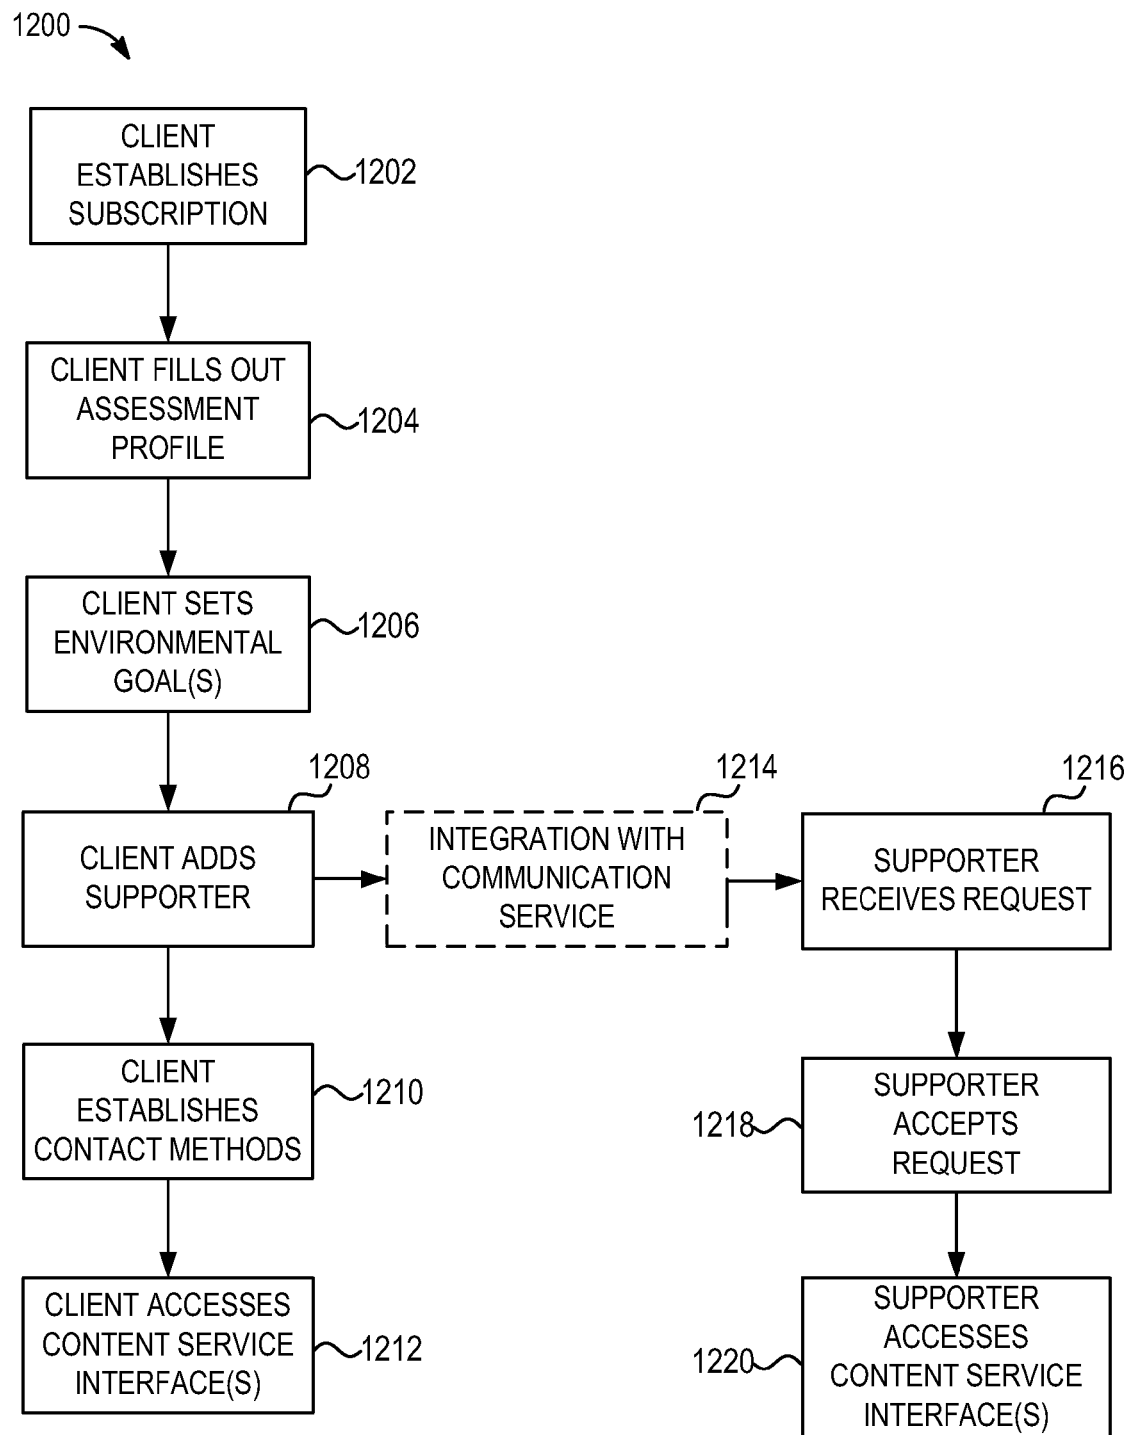 1200
CLIENT
ESTABLISHES
SUBSCRIPTION
1202
CLIENT FILLS OUT
ASSESSMENT
PROFILE
1204
CLIENT SETS
ENVIRONMENTAL
GOAL(S)
1206
1208
CLIENT ADDS
SUPPORTER
1214
INTEGRATION WITH
COMMUNICATION
SERVICE
1216
SUPPORTER
RECEIVES REQUEST
CLIENT
ESTABLISHES
CONTACT METHODS
1210
1218
SUPPORTER
ACCEPTS
REQUEST
CLIENT ACCESSES
CONTENT SERVICE
INTERFACE(S)
1212
1220
SUPPORTER
ACCESSES
CONTENT SERVICE
INTERFACE(S)